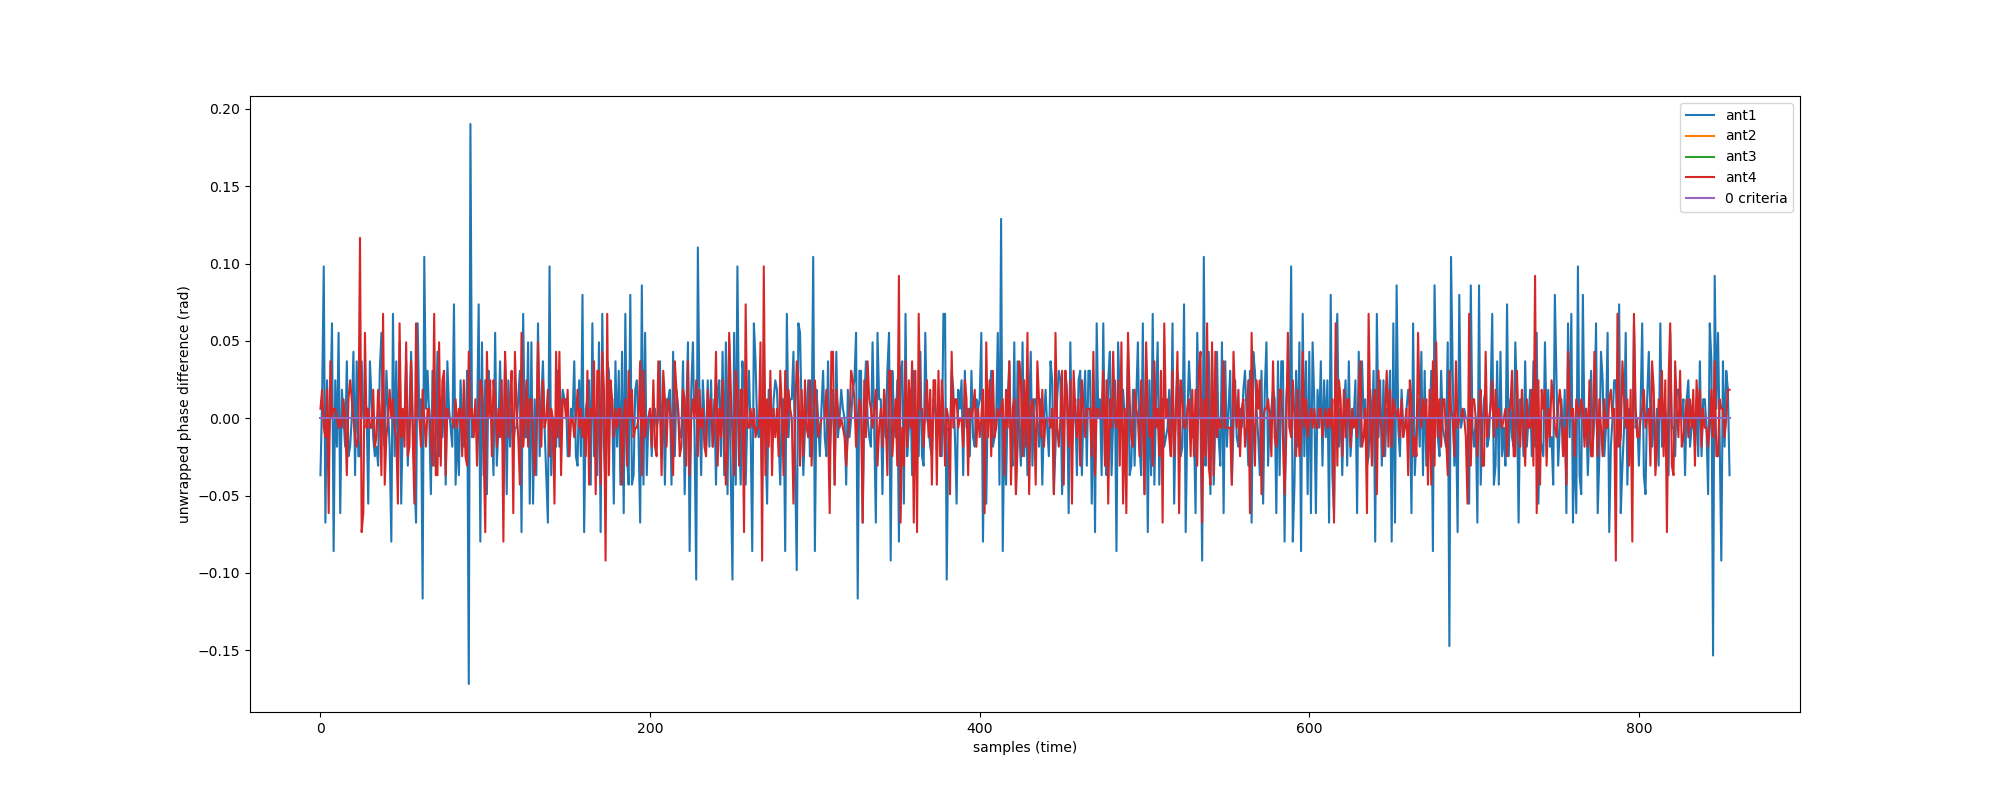 0.20
0.15
0.10
0.05
0.00
−0.05
−0.10
−0.15
unwrapped phase difference (rad)
0
200
400
600
800
samples (time)
ant1
ant2
ant3
ant4
0 criteria